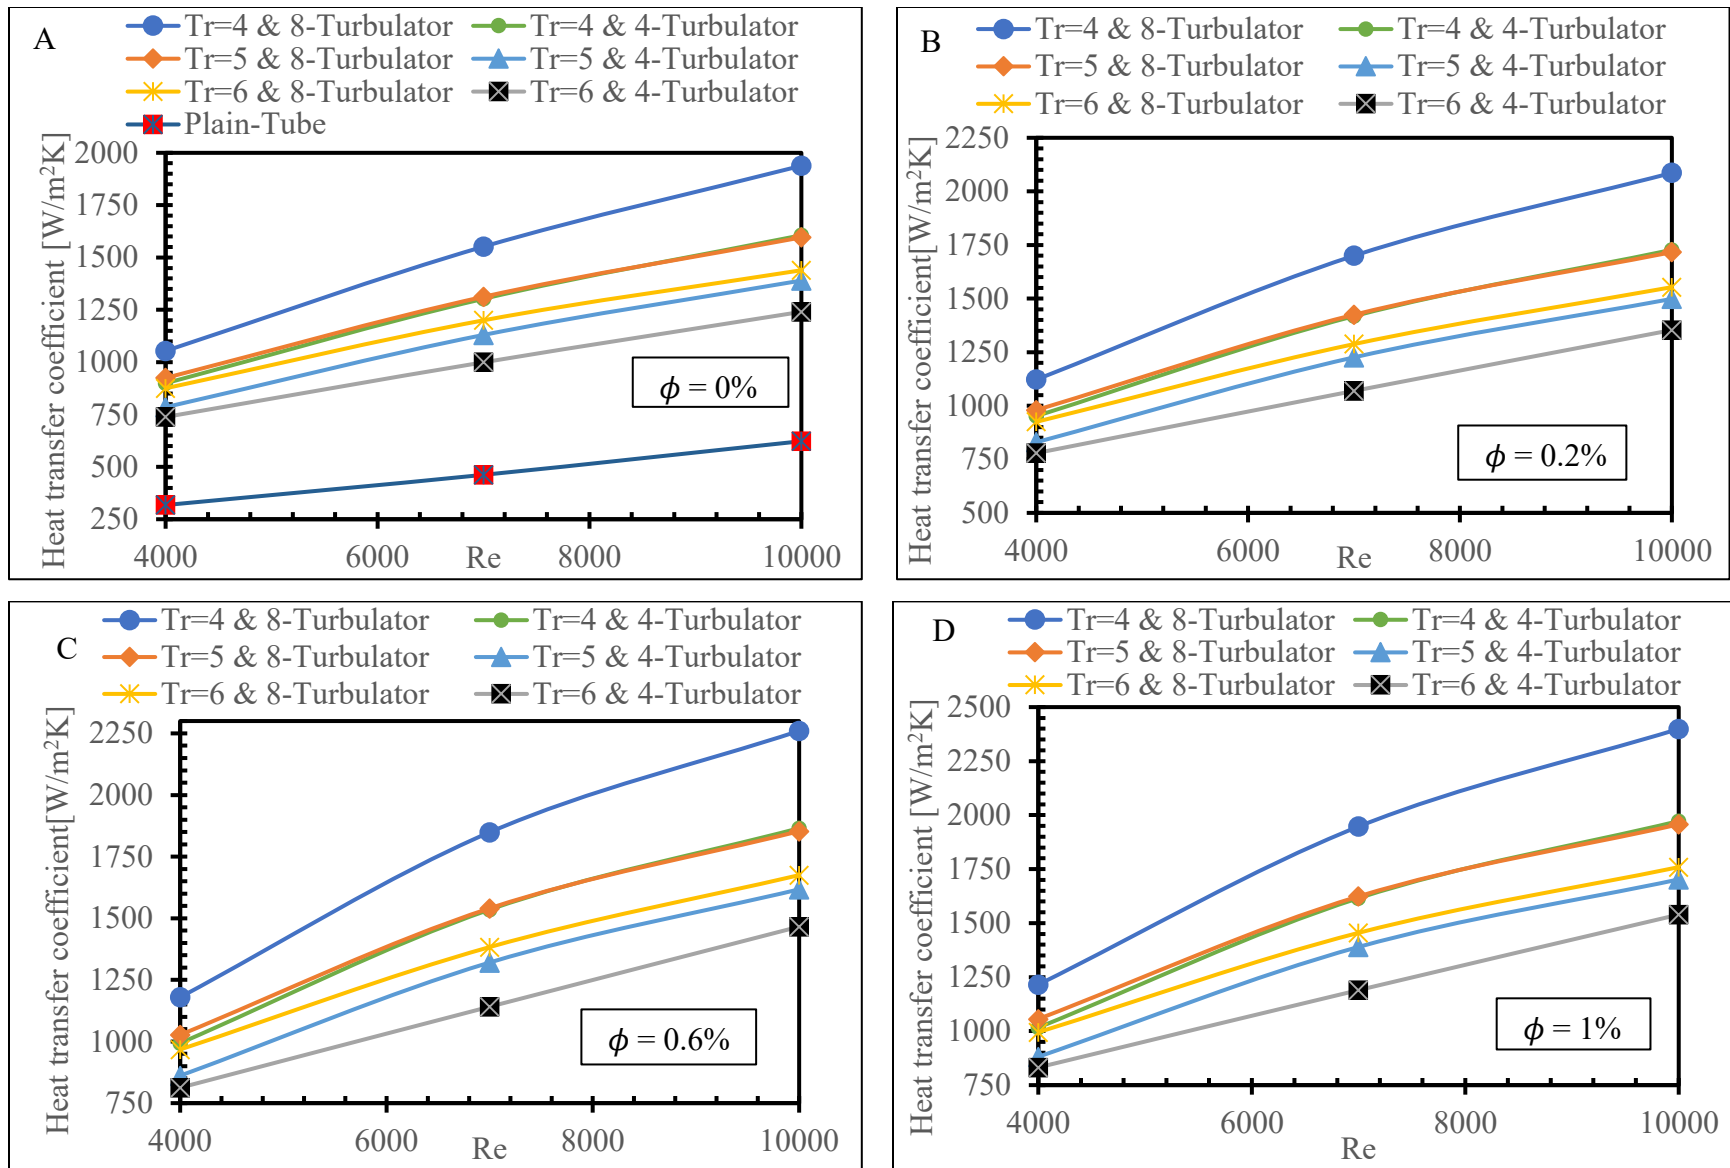 A
Tr=4 & 8-Turbulator Tr=4 & 4-Turbulator
Tr=5 & 8-Turbulator Tr=5 & 4-Turbulator
Tr=6 & 8-Turbulator Tr=6 & 4-Turbulator
Plain-Tube
Heat transfer coefficient [W/m²K]
2000
1750
1500
1250
1000
750
500
250
ϕ = 0%
4000 6000 8000 10000
Re
B
Tr=4 & 8-Turbulator Tr=4 & 4-Turbulator
Tr=5 & 8-Turbulator Tr=5 & 4-Turbulator
Tr=6 & 8-Turbulator Tr=6 & 4-Turbulator
Heat transfer coefficient[W/m²K]
2250
2000
1750
1500
1250
1000
750
500
ϕ = 0.2%
4000 6000 8000 10000
Re
C
Tr=4 & 8-Turbulator Tr=4 & 4-Turbulator
Tr=5 & 8-Turbulator Tr=5 & 4-Turbulator
Tr=6 & 8-Turbulator Tr=6 & 4-Turbulator
Heat transfer coefficient[W/m²K]
2250
2000
1750
1500
1250
1000
750
ϕ = 0.6%
4000 6000 8000 10000
Re
D
Tr=4 & 8-Turbulator Tr=4 & 4-Turbulator
Tr=5 & 8-Turbulator Tr=5 & 4-Turbulator
Tr=6 & 8-Turbulator Tr=6 & 4-Turbulator
Heat transfer coefficient [W/m²K]
2500
2250
2000
1750
1500
1250
1000
750
ϕ = 1%
4000 6000 8000 10000
Re